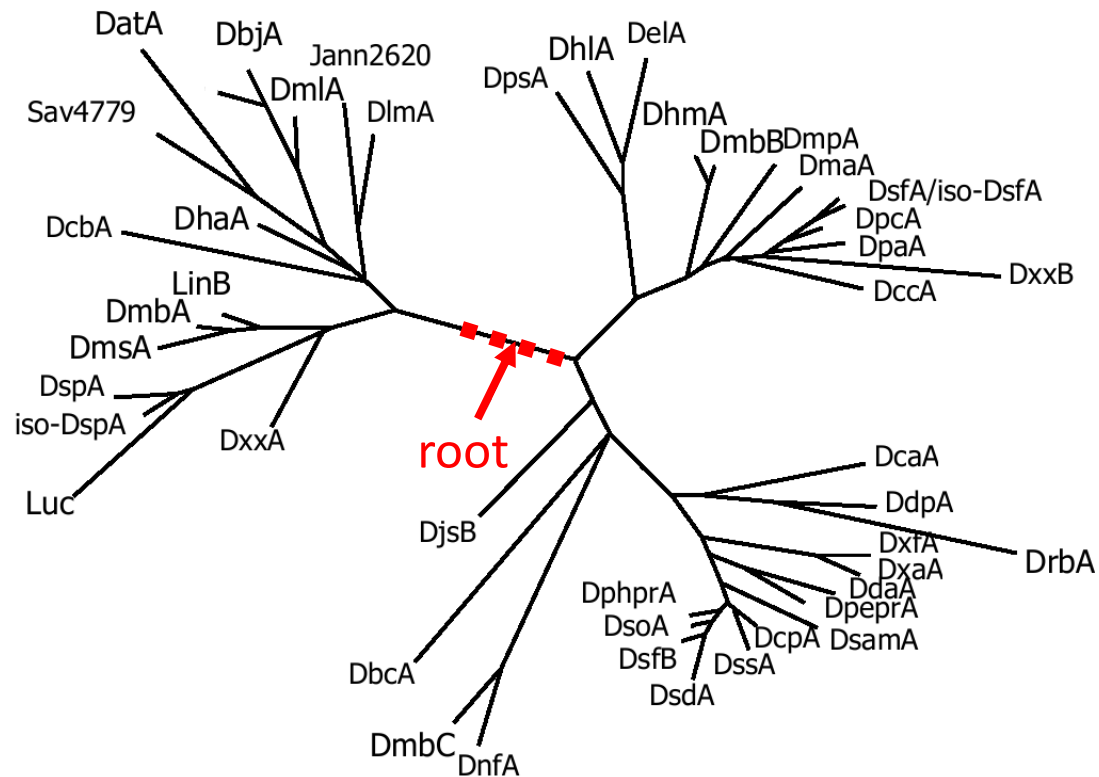 DatA
DbjA
Jann2620
DmlA
DlmA
Sav4779
DhaA
DcbA
LinB
DmbA
DmsA
DspA
iso-DspA
DxxA
Luc
root
DpsA
DhlA
DelA
DhmA
DmbB
DmpA
DmaA
DsfA/iso-DsfA
DpcA
DpaA
DxxB
DccA
DjsB
DbcA
DmbC
DnfA
DcaA
DdpA
DrbA
DxfA
DxaA
DdaA
DpeprA
DsamA
DcpA
DssA
DphprA
DsoA
DsfB
DsdA